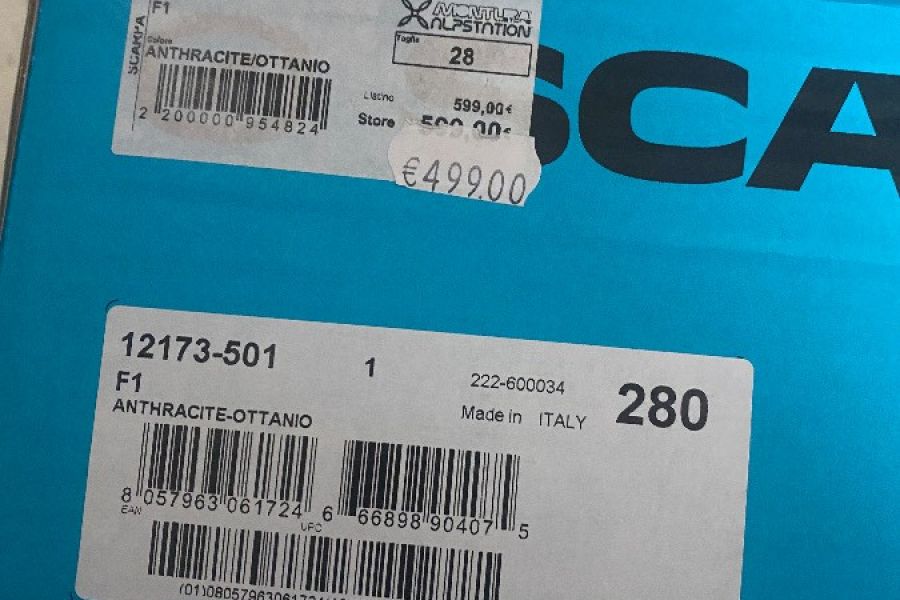 F1
SCARPA
Colore
ANTHRACITE/OTTANIO
2 200000 954824
MONTURA
ALPSTATION
Taglia
28
Listino 599,00€
Store
€499.00
SCA
12173-501 1 222-600034 280
F1 Made in ITALY
ANTHRACITE-OTTANIO
8 057963 061724
EAN
6 66898 90407 5
UPC